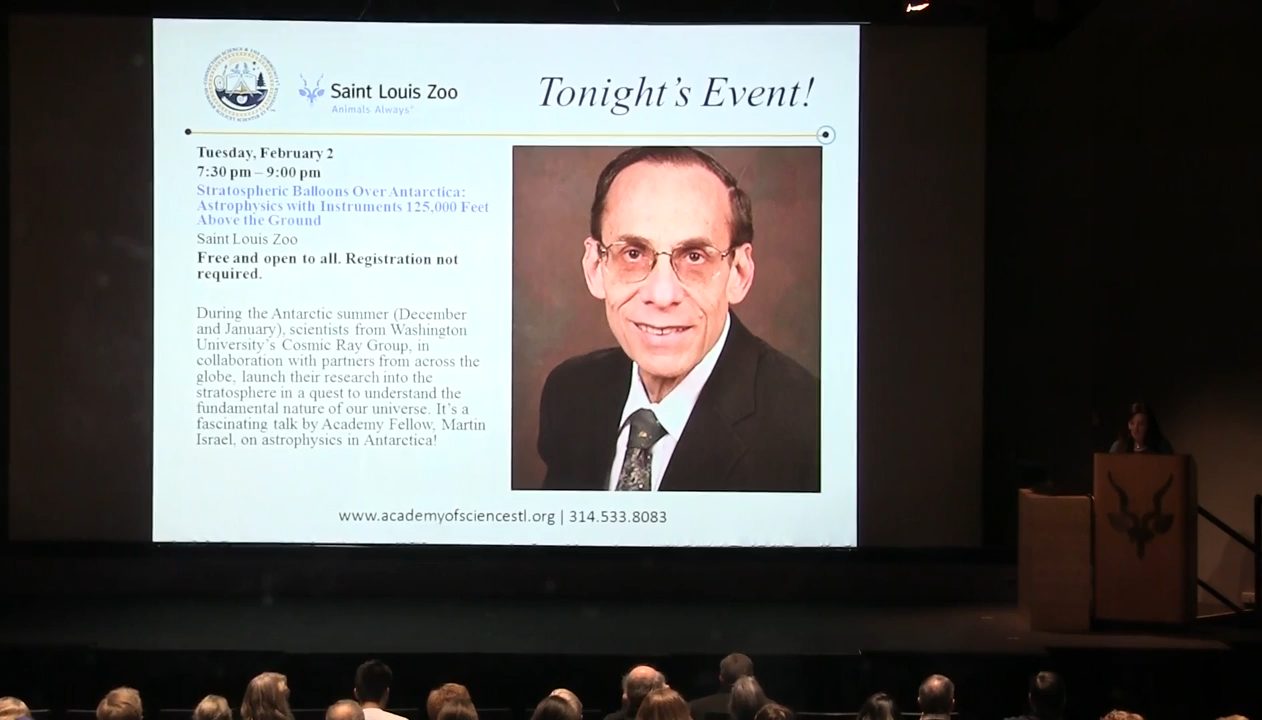 Saint Louis Zoo
Animals Always
Tonight's Event!
Tuesday, February 2
7:30 pm – 9:00 pm
Stratospheric Balloons Over Antarctica:
Astrophysics with Instruments 125,000 Feet
Above the Ground
Saint Louis Zoo
Free and open to all. Registration not
required.
During the Antarctic summer (December
and January), scientists from Washington
University's Cosmic Ray Group, in
collaboration with partners from across the
globe, launch their research into the
stratosphere in a quest to understand the
fundamental nature of our universe. It's a
fascinating talk by Academy Fellow, Martin
Israel, on astrophysics in Antarctica!
www.academyofsciencestl.org | 314.533.8083